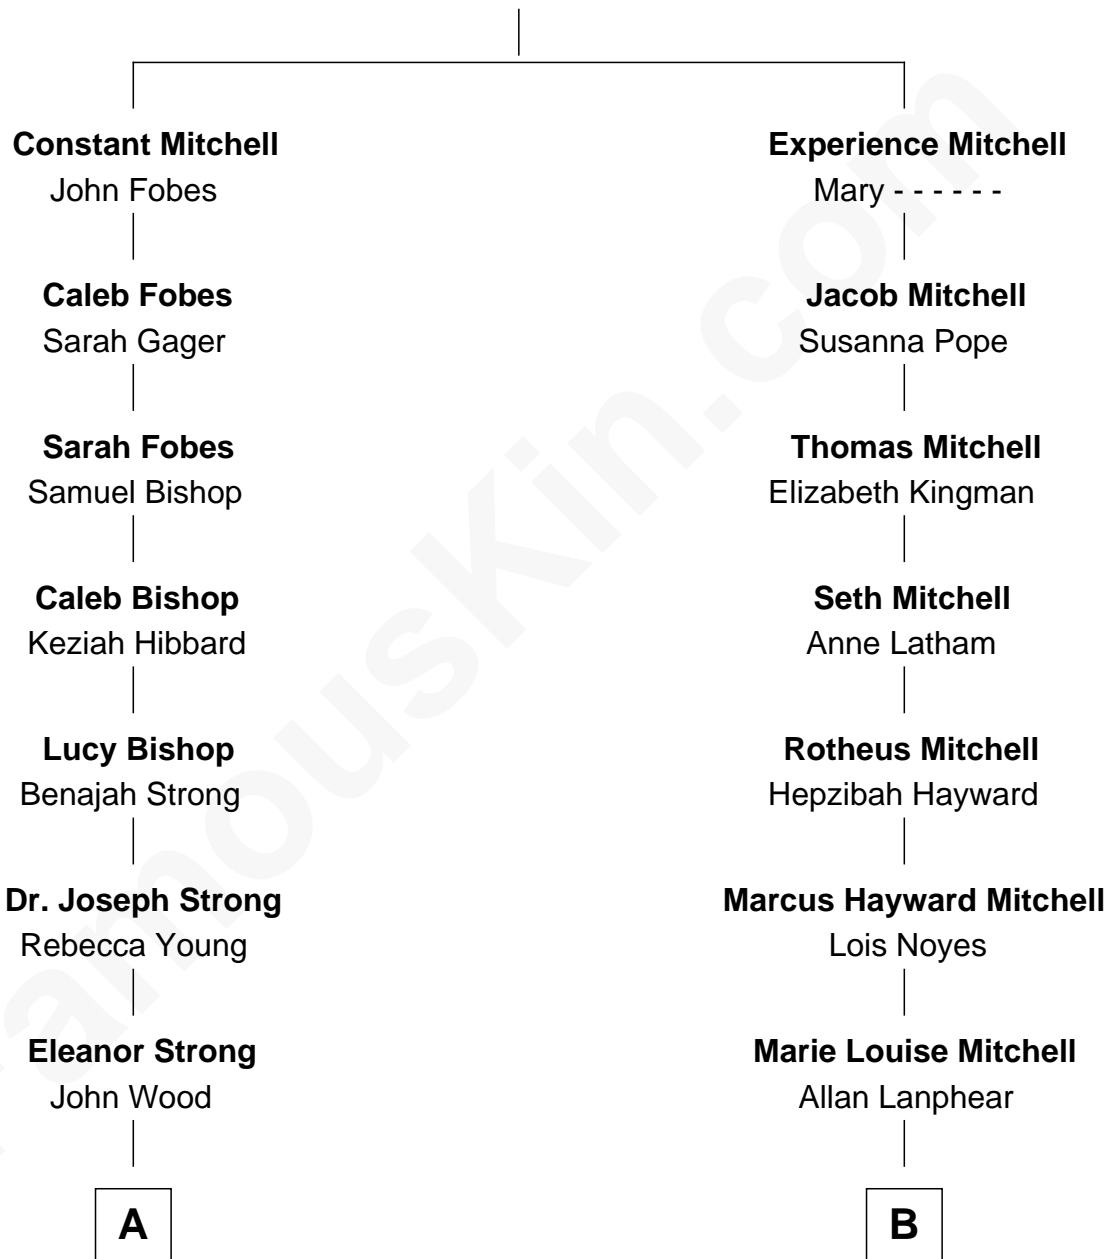 Constant Mitchell
John Fobes
Caleb Fobes
Sarah Gager
Sarah Fobes
Samuel Bishop
Caleb Bishop
Keziah Hibbard
Lucy Bishop
Benajah Strong
Dr. Joseph Strong
Rebecca Young
Eleanor Strong
John Wood
A
Experience Mitchell
Mary - - - - - -
Jacob Mitchell
Susanna Pope
Thomas Mitchell
Elizabeth Kingman
Seth Mitchell
Anne Latham
Rotheus Mitchell
Hepzibah Hayward
Marcus Hayward Mitchell
Lois Noyes
Marie Louise Mitchell
Allan Lanphear
B
FamousKin.com